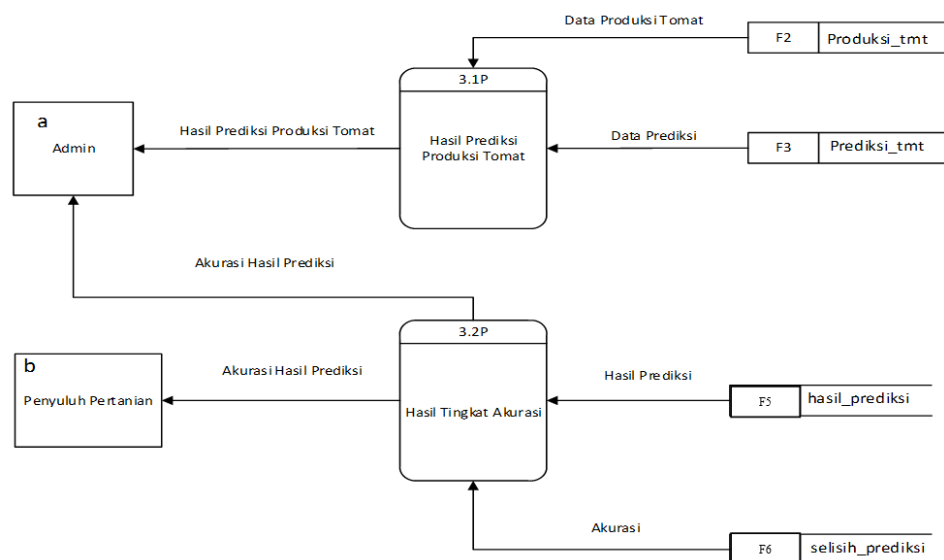 Data Produksi Tomat
F2 Produksi_tmt
3.1P
a
Admin
Hasil Prediksi Produksi Tomat
Hasil Prediksi
Produksi Tomat
Data Prediksi
F3 Prediksi_tmt
Akurasi Hasil Prediksi
3.2P
b
Penyuluh Pertanian
Akurasi Hasil Prediksi
Hasil Tingkat Akurasi
Hasil Prediksi
F5 hasil_prediksi
Akurasi
F6 selisih_prediksi